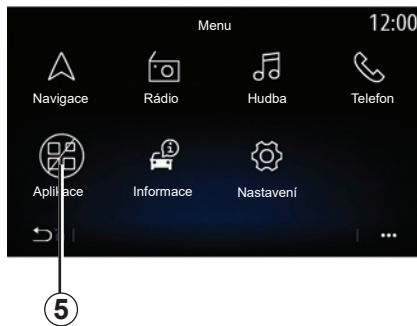 Menu 12:00
Navigace Rádio Hudba Telefon
Aplikace Informace Nastavení
5